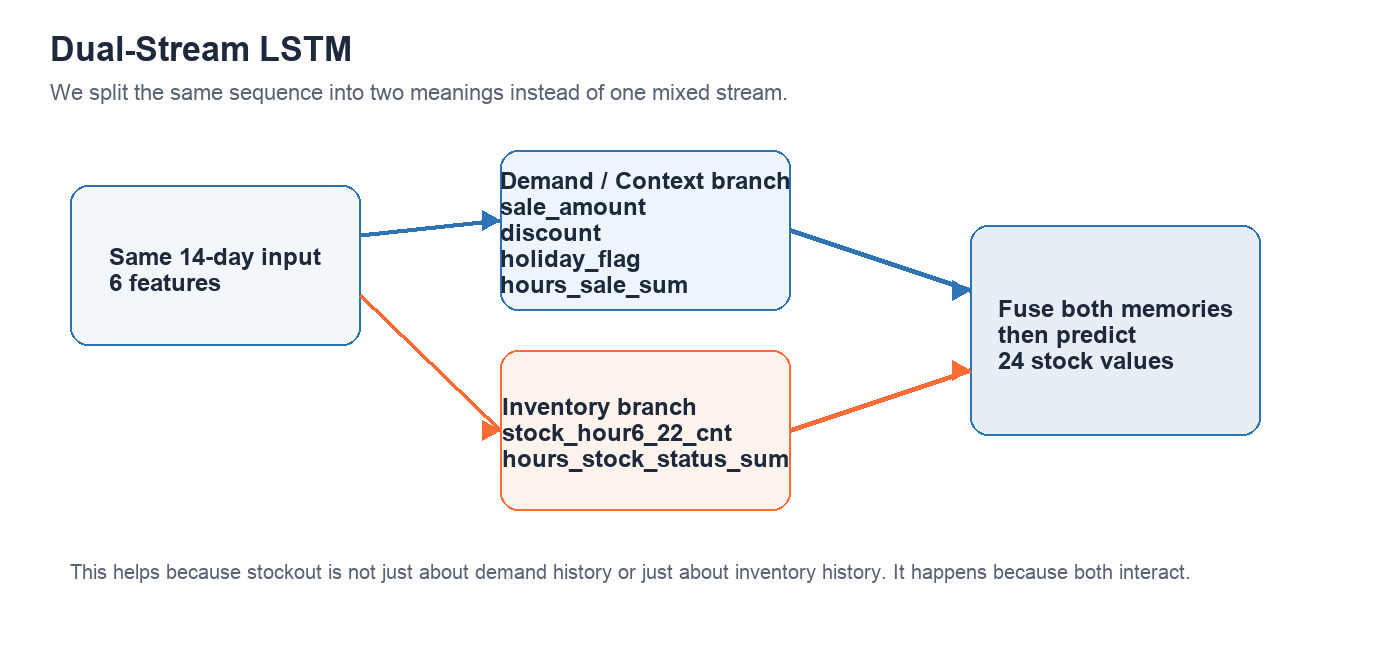 Dual-Stream LSTM
We split the same sequence into two meanings instead of one mixed stream.
Same 14-day input
6 features
Demand / Context branch
sale_amount
discount
holiday_flag
hours_sale_sum
Inventory branch
stock_hour6_22_cnt
hours_stock_status_sum
Fuse both memories
then predict
24 stock values
This helps because stockout is not just about demand history or just about inventory history. It happens because both interact.